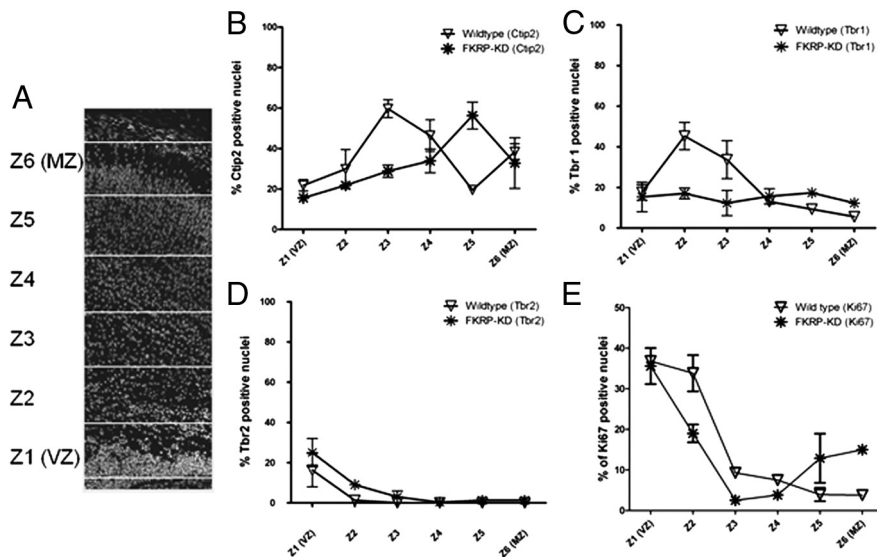 A
Z6 (MZ)
Z5
Z4
Z3
Z2
Z1 (VZ)
B
Wildtype (Ctip2)
FKRP-KD (Ctip2)
% Ctip2 positive nuclei
100
80
60
40
20
0
Z1 (VZ)
Z2
Z3
Z4
Z5
Z6 (MZ)
C
Wildtype (Tbr1)
FKRP-KD (Tbr1)
% Tbr 1 positive nuclei
100
80
60
40
20
0
Z1 (VZ)
Z2
Z3
Z4
Z5
Z6 (MZ)
D
Wildtype (Tbr2)
FKRP-KD (Tbr2)
% Tbr2 positive nuclei
100
80
60
40
20
0
Z1 (VZ)
Z2
Z3
Z4
Z5
Z6 (MZ)
E
Wild type (Ki67)
FKRP-KD (Ki67)
% of Ki67 positive nuclei
50
40
30
20
10
0
Z1 (VZ)
Z2
Z3
Z4
Z5
Z6 (MZ)